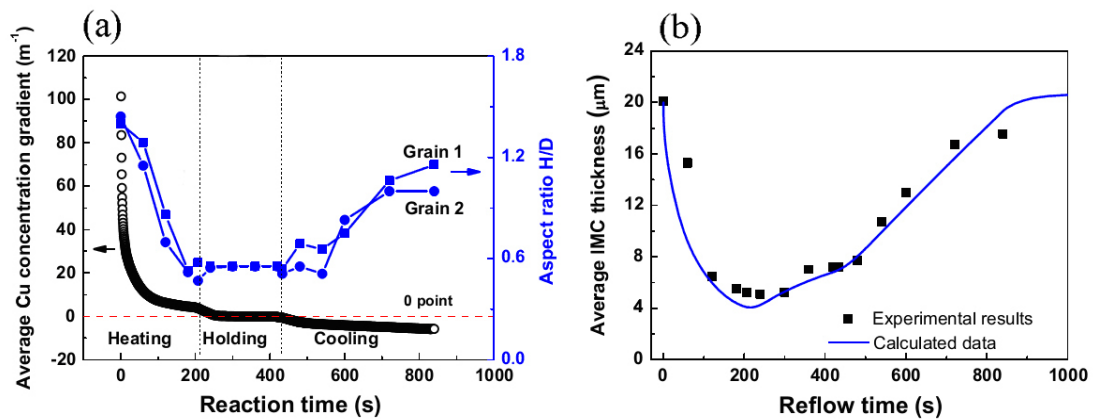 (a)
Average Cu concentration gradient (m⁻¹)
120
100
80
60
40
20
0
-20
1.8
1.2
0.6
0.0
Aspect ratio H/D
Grain 1
Grain 2
0 point
Heating
Holding
Cooling
0 200 400 600 800 1000
Reaction time (s)
(b)
Average IMC thickness (μm)
24
20
16
12
8
4
0
Experimental results
Calculated data
0 200 400 600 800 1000
Reflow time (s)